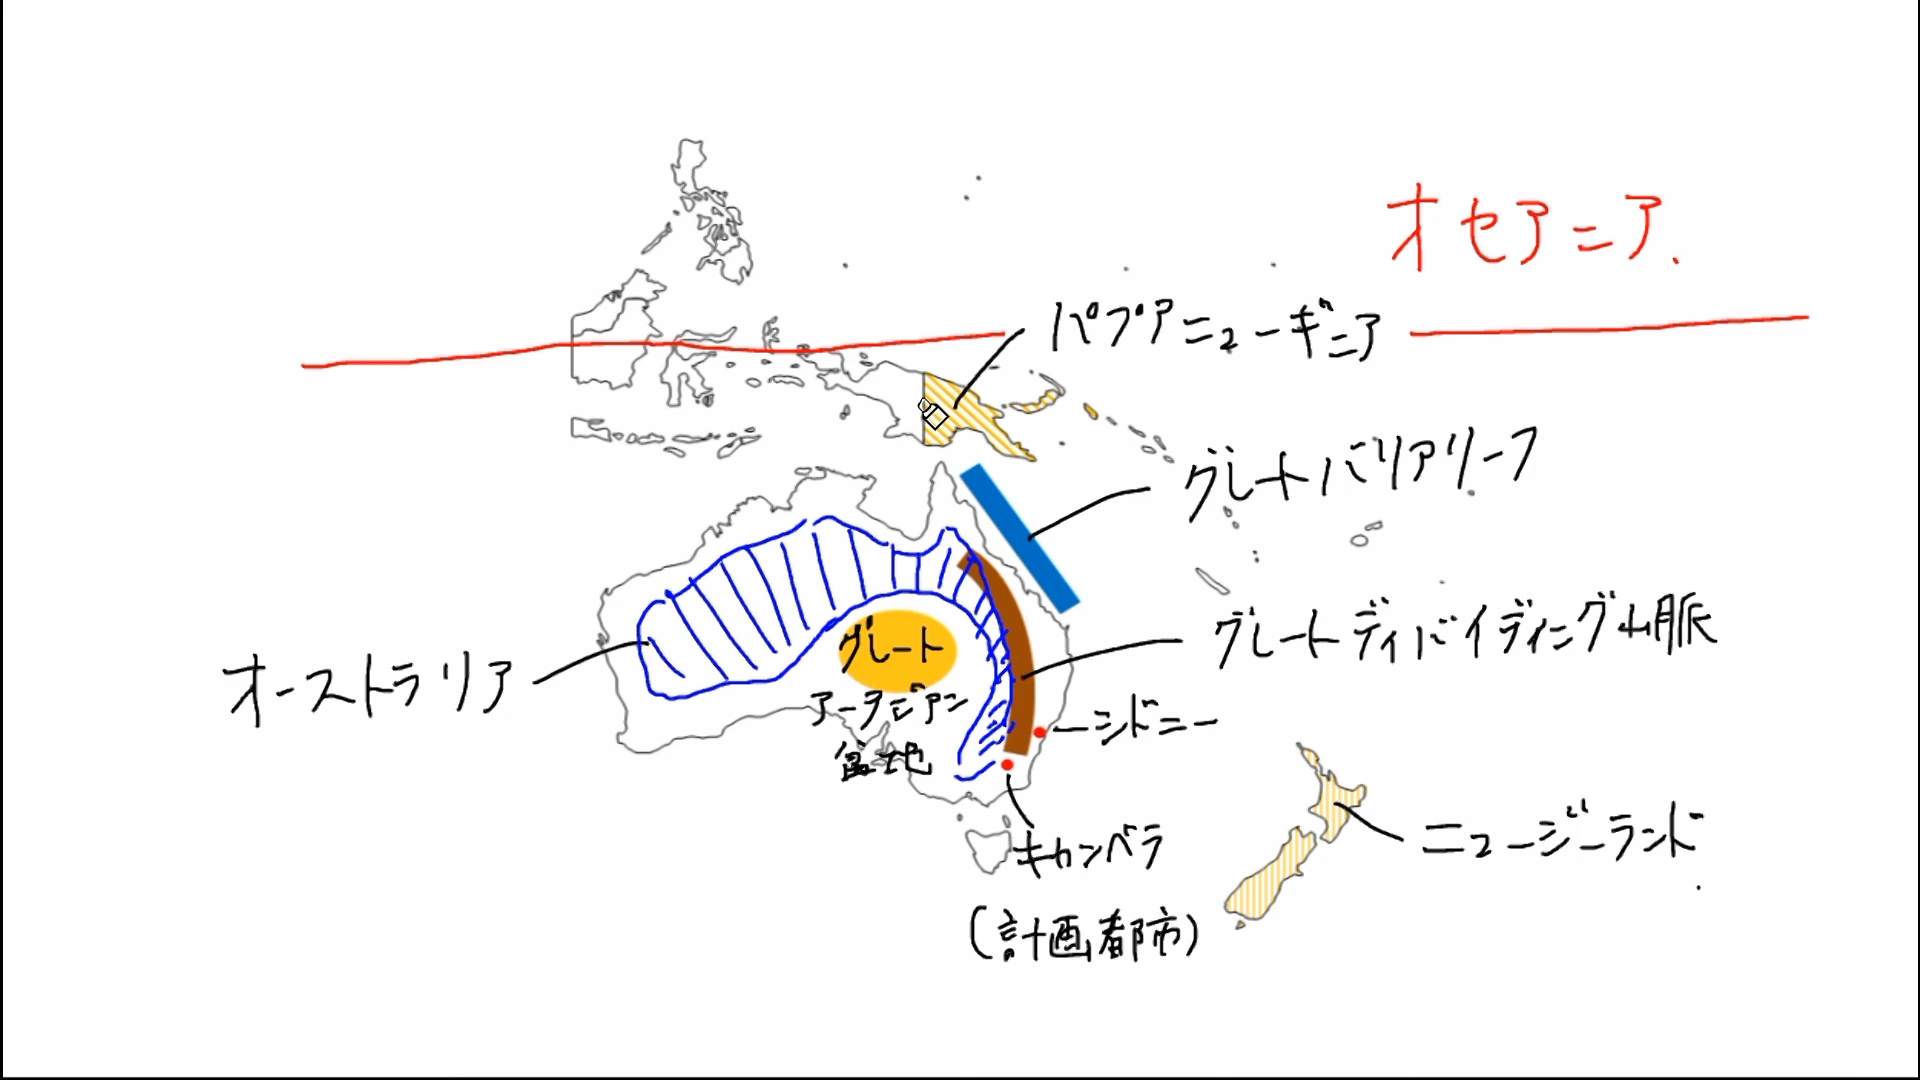 オセアニア
パプアニューギニア
グレートバリアリーフ
グレートディバイディング山脈
グレート
アーテジアン
盆地
オーストラリア
シドニー
キャンベラ
(計画都市)
ニュージーランド